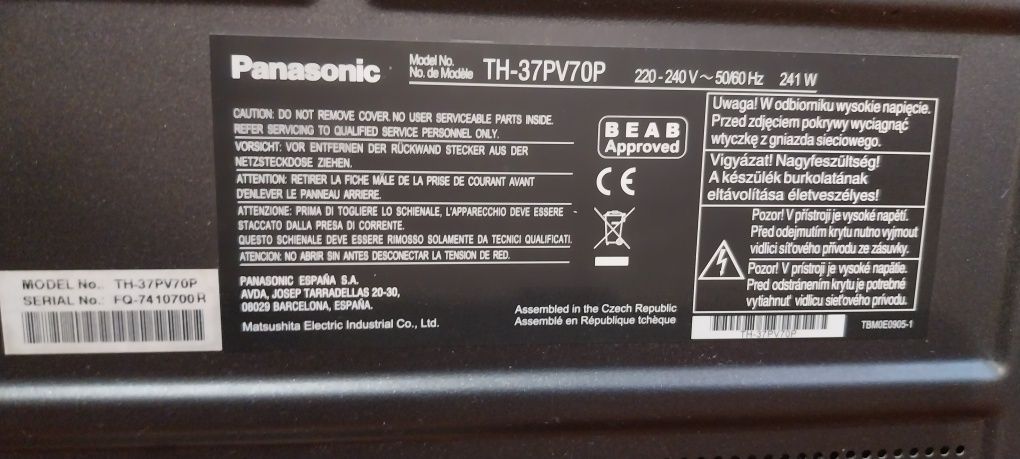 Panasonic
Model No.
No. de Modèle
TH-37PV70P
220 - 240 V ~ 50/60 Hz 241 W
CAUTION: DO NOT REMOVE COVER. NO USER SERVICEABLE PARTS INSIDE.
REFER SERVICING TO QUALIFIED SERVICE PERSONNEL ONLY.
VORSICHT: VOR ENTFERNEN DER RÜCKWAND STECKER AUS DER
NETZSTECKDOSE ZIEHEN.
ATTENTION: RETIRER LA FICHE MÂLE DE LA PRISE DE COURANT AVANT
D'ENLEVER LE PANNEAU ARRIERE.
ATTENZIONE: PRIMA DI TOGLIERE LO SCHIENALE, L'APPARECCHIO DEVE ESSERE
STACCATO DALLA PRESA DI CORRENTE.
QUESTO SCHIENALE DEVE ESSERE RIMOSSO SOLAMENTE DA TECNICI QUALIFICATI.
ATENCION: NO ABRIR SIN ANTES DESCONECTAR LA TENSION DE RED.
PANASONIC ESPAÑA S.A.
AVDA, JOSEP TARRADELLAS 20-30,
08029 BARCELONA, ESPAÑA.
Matsushita Electric Industrial Co., Ltd.
BEAB
Approved
CE
Assembled in the Czech Republic
Assemblé en République tchèque
Uwaga! W odbiorniku wysokie napięcie.
Przed zdjęciem pokrywy wyciągnąć
wtyczkę z gniazda sieciowego.
Vigyázat! Nagyfeszültség!
A készülék burkolatának
eltávolítása életveszélyes!
Pozor! V přístroji je vysoké napětí.
Před odejmutím krytu nutno vyjmout
vidlici síťového přívodu ze zásuvky.
Pozor! V prístroji je vysoké napätie.
Pred odstránením krytu je potrebné
vytiahnuť vidlicu sieťového prívodu.
TH-37PV70P
TBM0E0905-1
MODEL No. TH-37PV70P
SERIAL No. FQ-7410700R